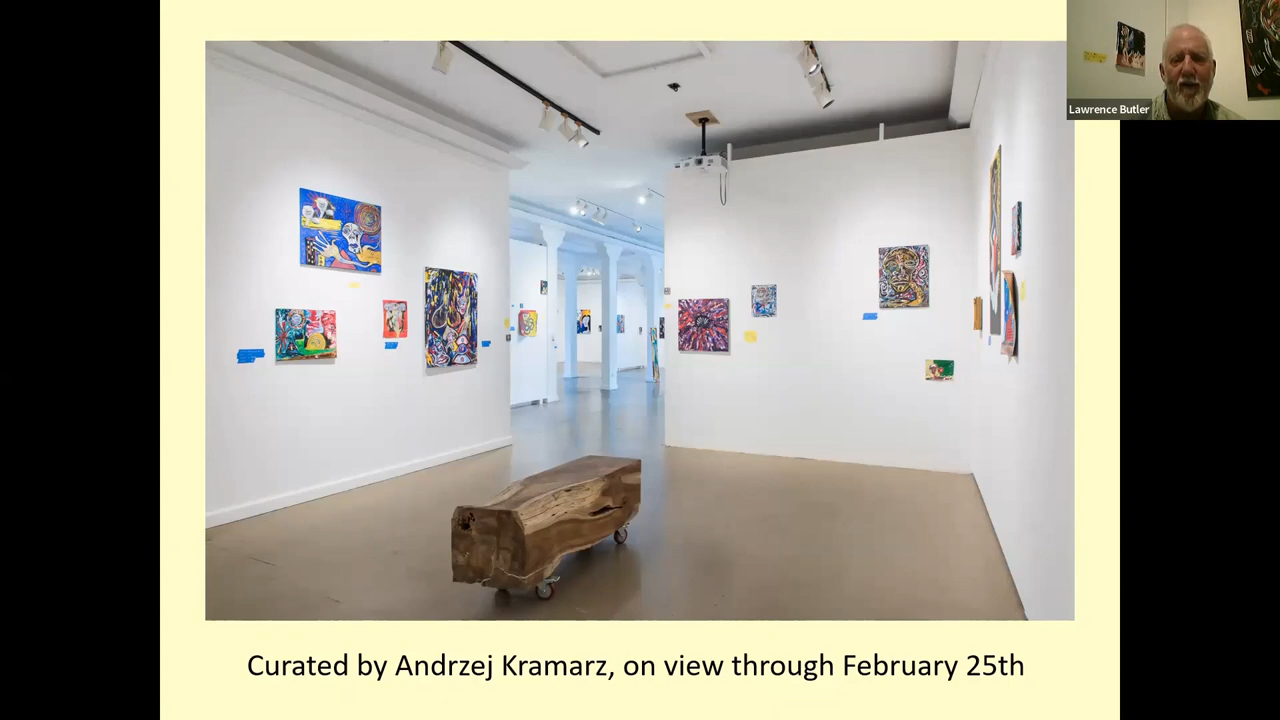 Lawrence Butler
Curated by Andrzej Kramarz, on view through February 25th